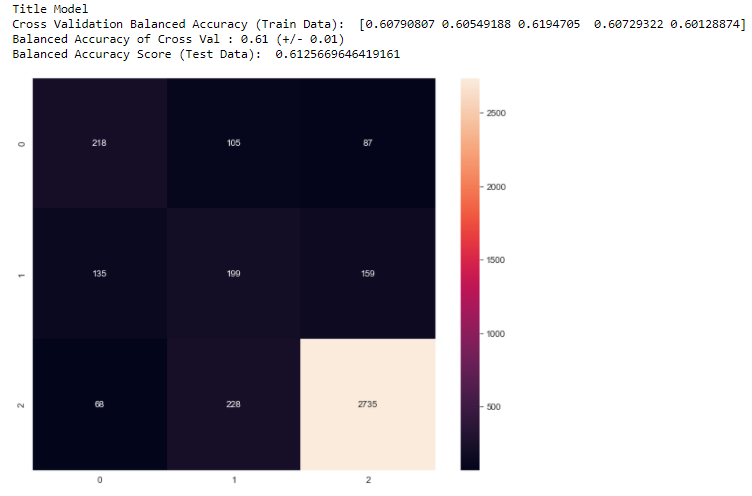 Title Model
Cross Validation Balanced Accuracy (Train Data):  [0.60790807 0.60549188 0.6194705  0.60729322 0.60128874]
Balanced Accuracy of Cross Val : 0.61 (+/- 0.01)
Balanced Accuracy Score (Test Data):  0.6125669646419161
0 218 105 87
1 135 199 159
2 68 228 2735
0 1 2
2500
2000
1500
1000
500